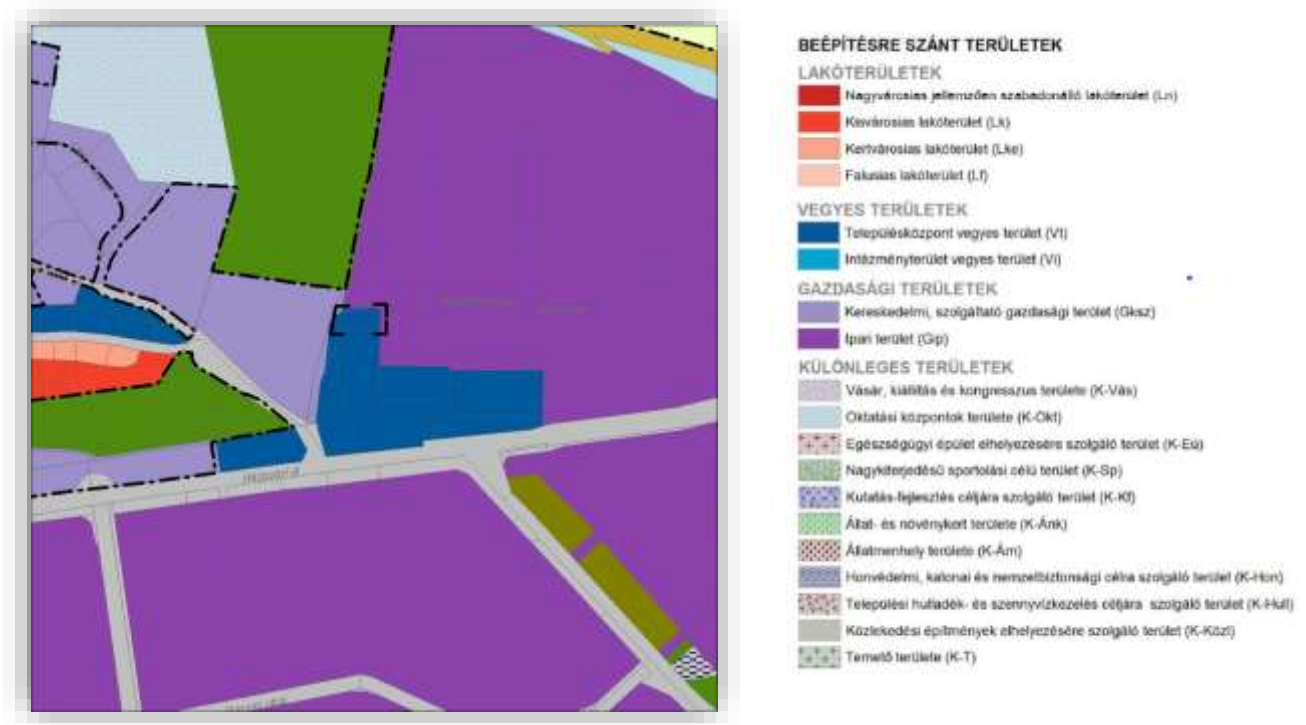 BEÉPÍTÉSRE SZÁNT TERÜLETEK
LAKÓTERÜLETEK
Nagyvárosias jellemzően szabadonálló lakóterület (Ln)
Kisvárosias lakóterület (Lk)
Kertvárosias lakóterület (Lke)
Falusias lakóterület (Lf)
VEGYES TERÜLETEK
Településközpont vegyes terület (Vt)
Intézményterület vegyes terület (Vi)
GAZDASÁGI TERÜLETEK
Kereskedelmi, szolgáltató gazdasági terület (Gksz)
Ipari terület (Gip)
KÜLÖNLEGES TERÜLETEK
Vásár, kiállítás és kongresszus területe (K-Vás)
Oktatási központok területe (K-Okt)
Egészségügyi épület elhelyezésére szolgáló terület (K-Eü)
Nagykiterjedésű sportolási célú terület (K-Sp)
Kutatás-fejlesztés céljára szolgáló terület (K-Kf)
Állat- és növénykert területe (K-Ánk)
Állatmenhely területe (K-Ám)
Honvédelmi, katonai és nemzetbiztonsági célra szolgáló terület (K-Hon)
Települési hulladék- és szennyvízkezelés céljára szolgáló terület (K-Hull)
Közlekedési építmények elhelyezésére szolgáló terület (K-Közl)
Temető területe (K-T)